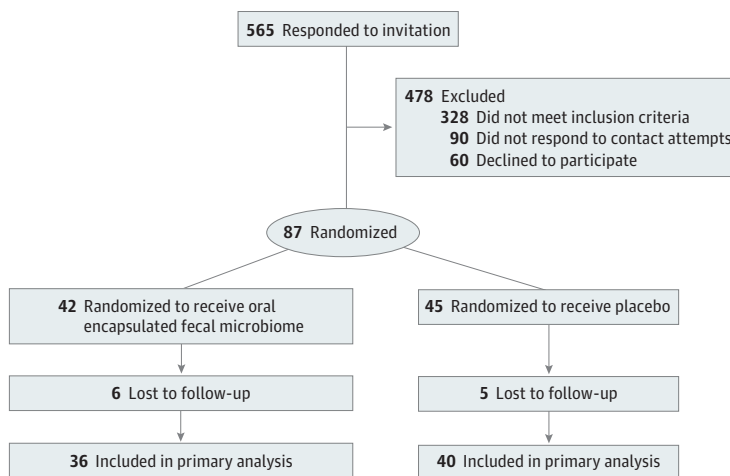 565 Responded to invitation
478 Excluded
328 Did not meet inclusion criteria
90 Did not respond to contact attempts
60 Declined to participate
87 Randomized
42 Randomized to receive oral
encapsulated fecal microbiome
45 Randomized to receive placebo
6 Lost to follow-up
5 Lost to follow-up
36 Included in primary analysis
40 Included in primary analysis